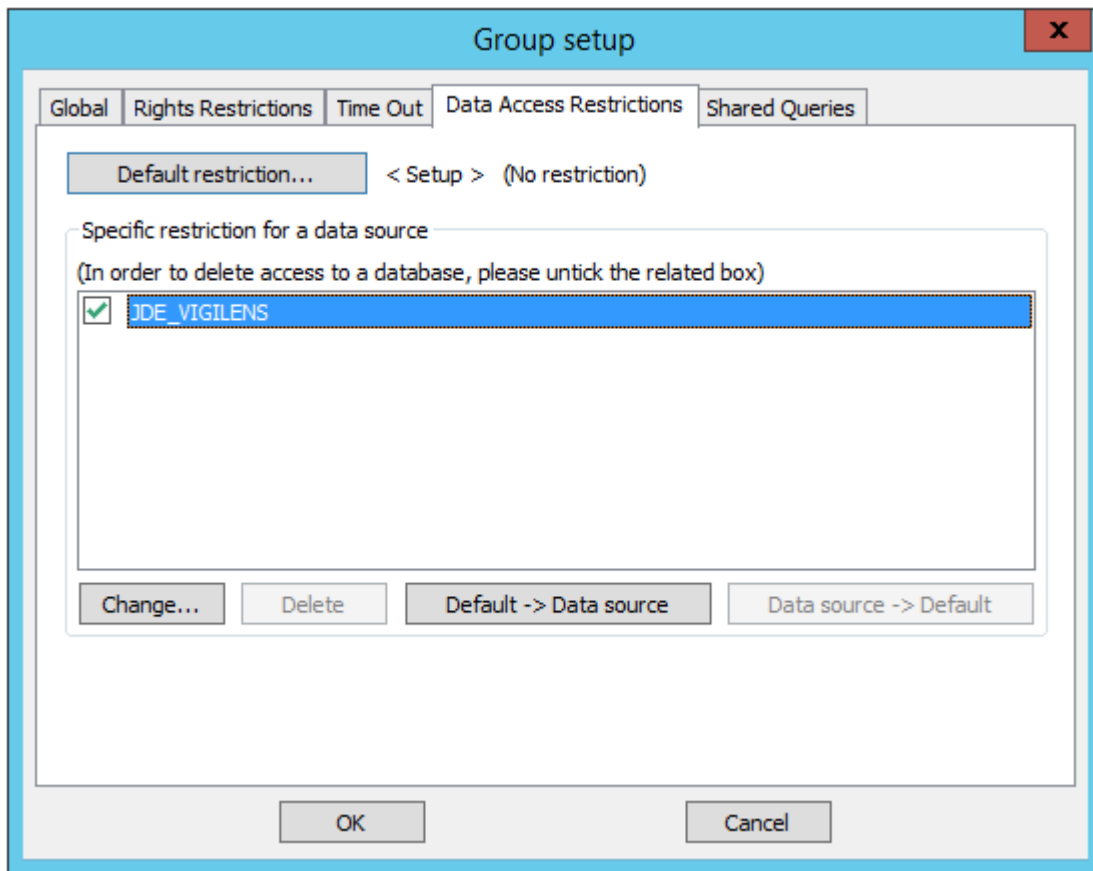 Group setup
x
Global Rights Restrictions Time Out Data Access Restrictions Shared Queries
Default restriction... < Setup > (No restriction)
Specific restriction for a data source
(In order to delete access to a database, please untick the related box)
JDE_VIGILENS
Change... Delete Default -> Data source Data source -> Default
OK Cancel